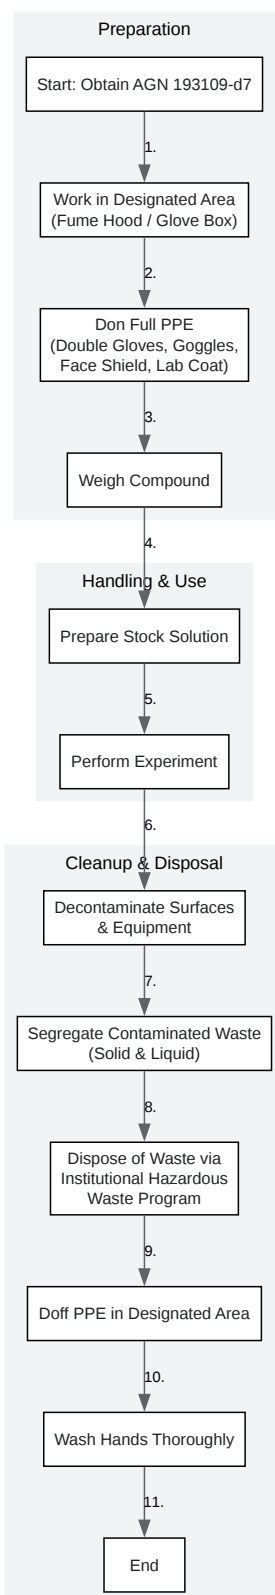 Preparation
Start: Obtain AGN 193109-d7
1.
Work in Designated Area
(Fume Hood / Glove Box)
2.
Don Full PPE
(Double Gloves, Goggles,
Face Shield, Lab Coat)
3.
Weigh Compound
4.
Handling & Use
Prepare Stock Solution
5.
Perform Experiment
6.
Cleanup & Disposal
Decontaminate Surfaces
& Equipment
7.
Segregate Contaminated Waste
(Solid & Liquid)
8.
Dispose of Waste via
Institutional Hazardous
Waste Program
9.
Doff PPE in Designated Area
10.
Wash Hands Thoroughly
11.
End